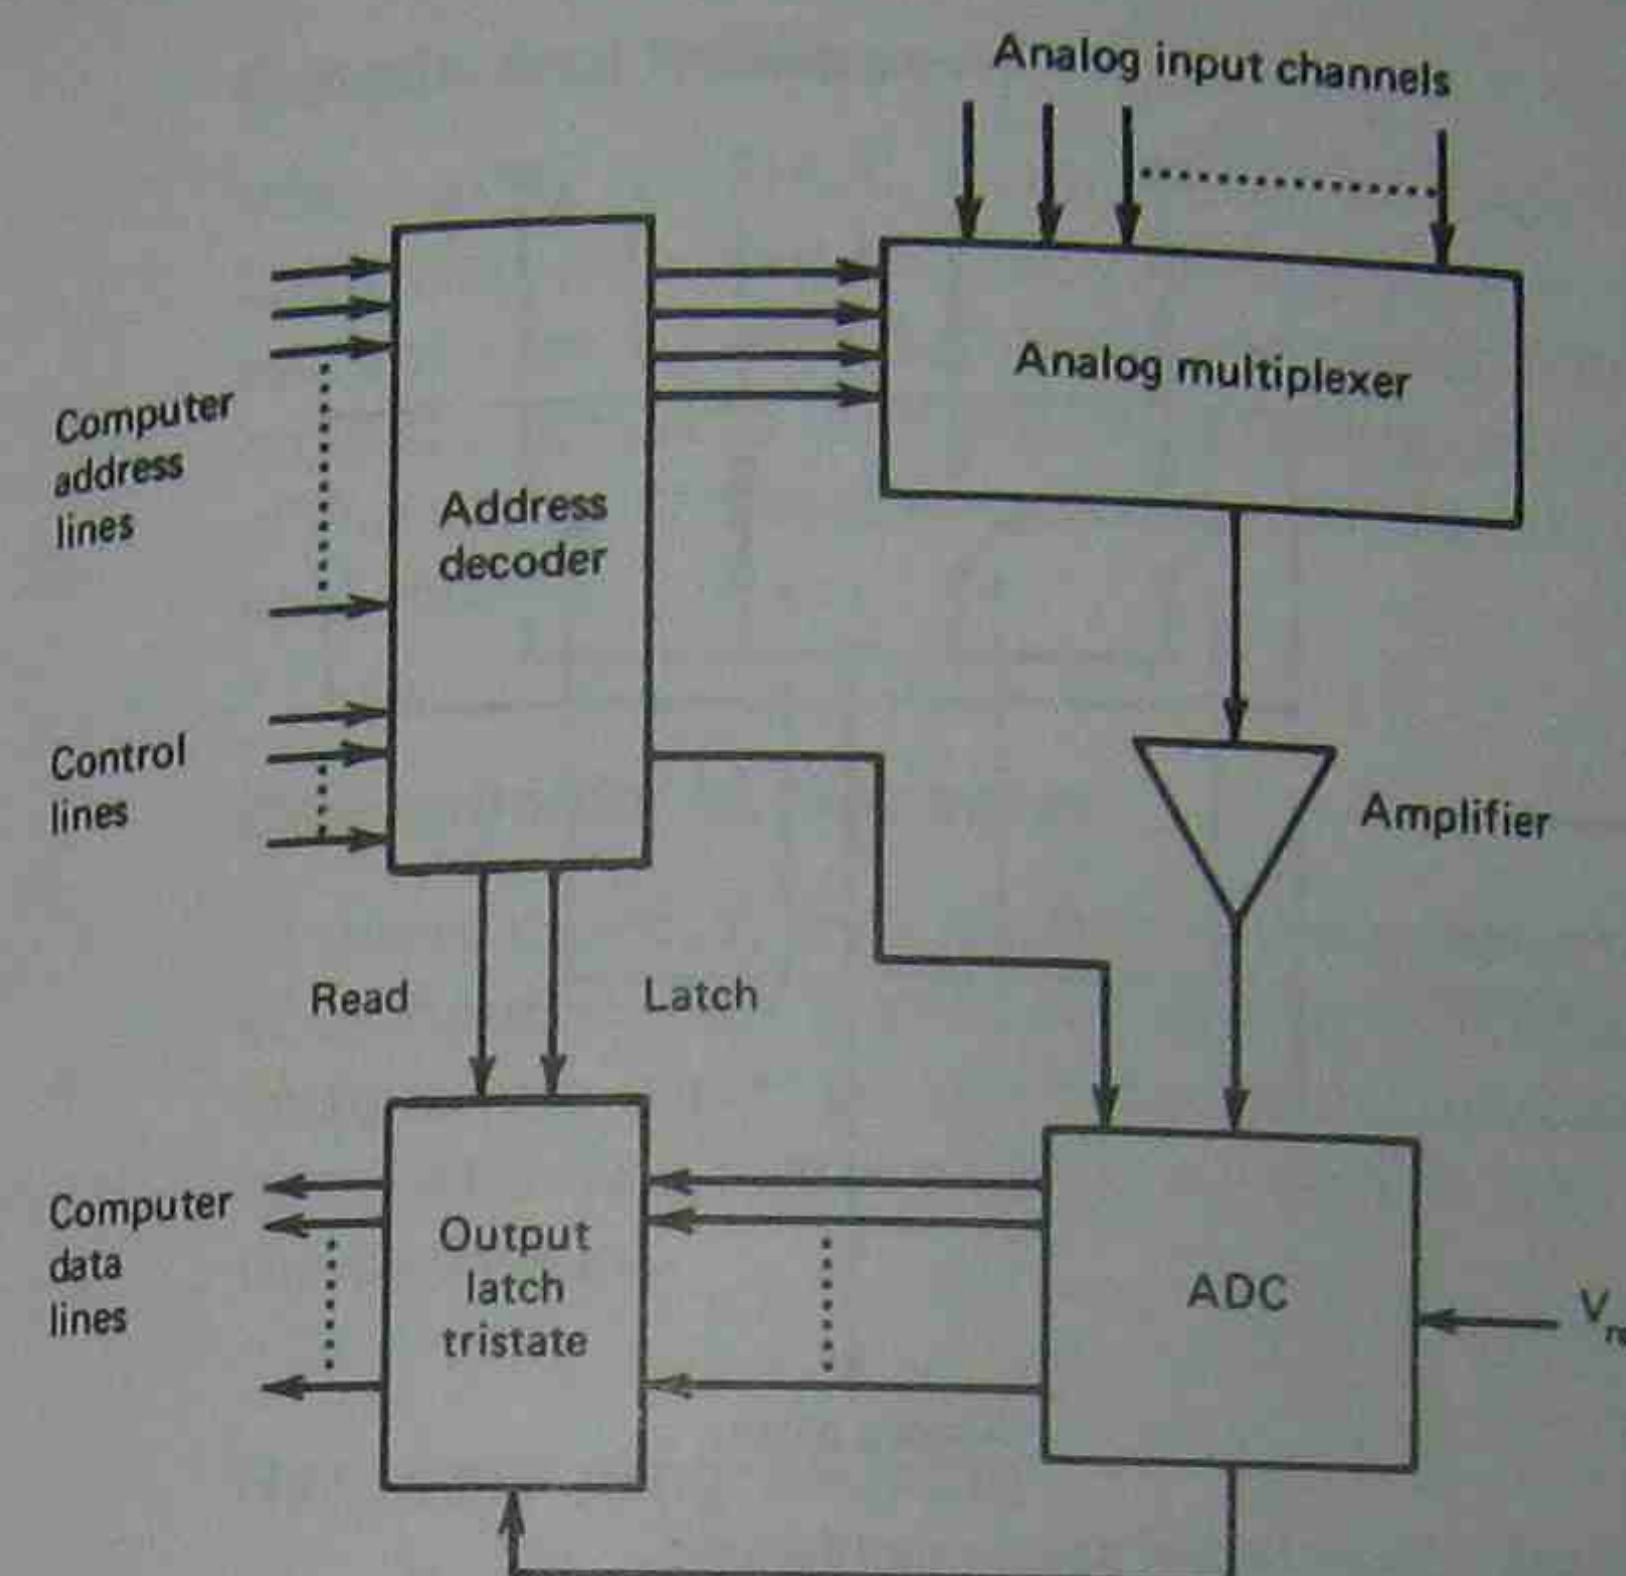 Analog input channels
Computer
address
lines
Address
decoder
Analog multiplexer
Control
lines
Amplifier
Read
Latch
Computer
data
lines
Output
latch
tristate
ADC